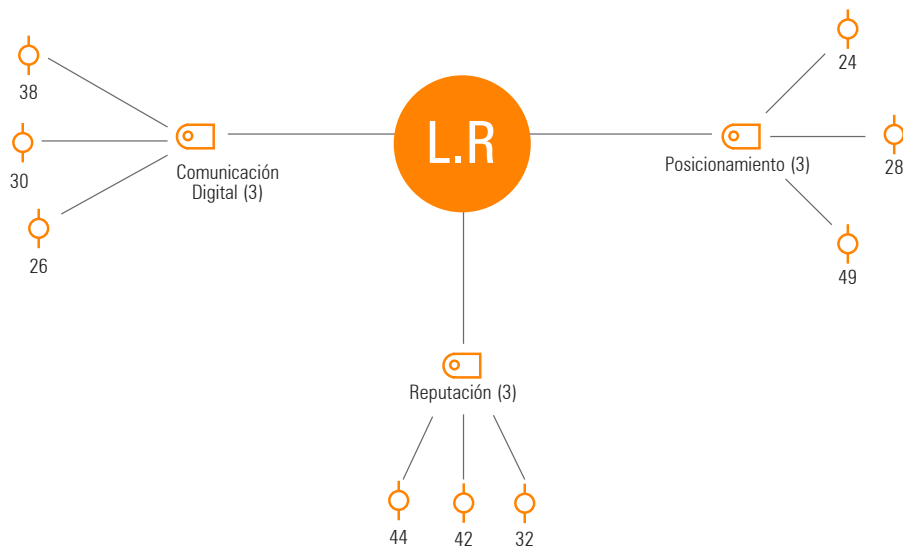 L.R
Comunicación
Digital (3)
38
30
26
Posicionamiento (3)
24
28
49
Reputación (3)
44
42
32